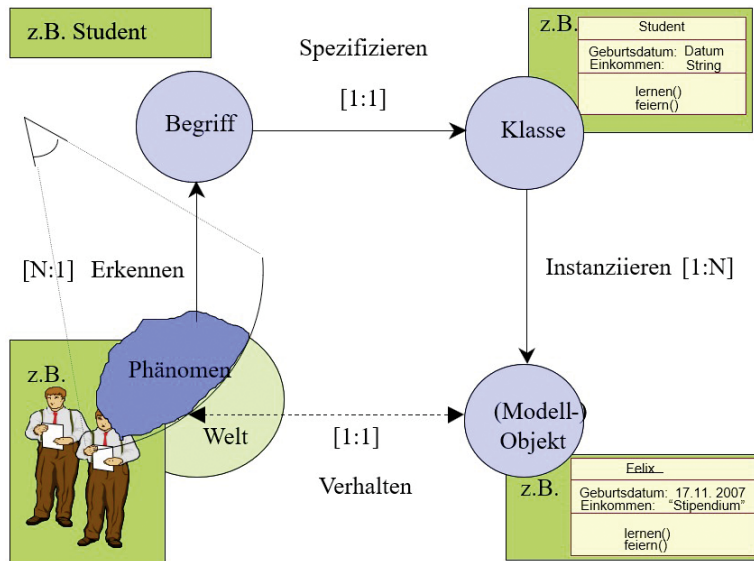 z.B. Student
Spezifizieren
[1:1]
Begriff
Klasse
z.B.
Student
Geburtsdatum: Datum
Einkommen: String
lernen()
feiern()
[N:1] Erkennen
Instanziieren [1:N]
z.B.
Phänomen
Welt
[1:1]
Verhalten
(Modell-)
Objekt
z.B.
Felix
Geburtsdatum: 17.11. 2007
Einkommen: "Stipendium"
lernen()
feiern()